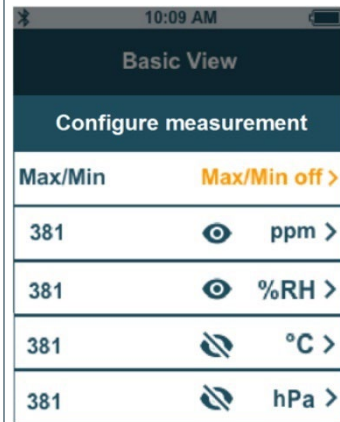 10:09 AM
Basic View
Configure measurement
Max/Min Max/Min off >
381 ppm >
381 %RH >
381 °C >
381 hPa >